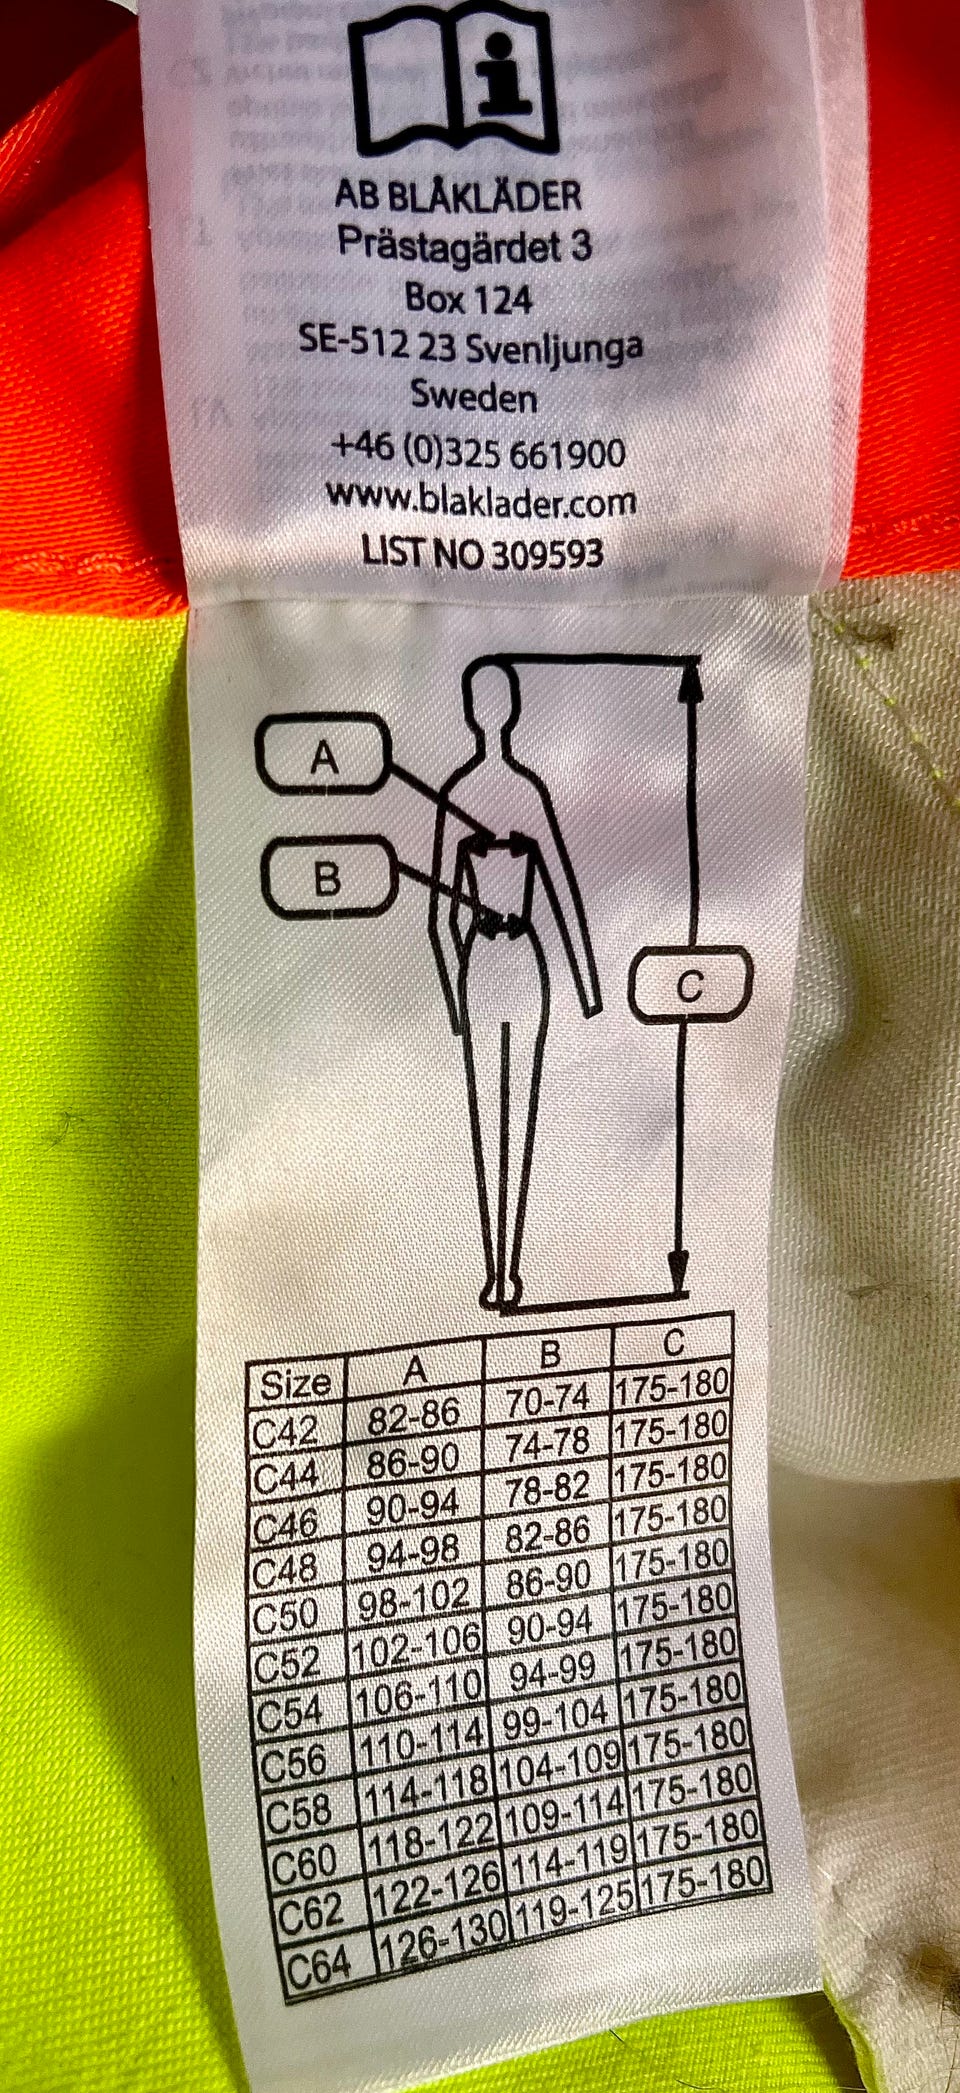 AB BLÅKLÄDER
Prästagärdet 3
Box 124
SE-512 23 Svenljunga
Sweden
+46 (0)325 661900
www.blaklader.com
LIST NO 309593
A
B
C
Size A B C
C42 82-86 70-74 175-180
C44 86-90 74-78 175-180
C46 90-94 78-82 175-180
C48 94-98 82-86 175-180
C50 98-102 86-90 175-180
C52 102-106 90-94 175-180
C54 106-110 94-99 175-180
C56 110-114 99-104 175-180
C58 114-118 104-109 175-180
C60 118-122 109-114 175-180
C62 122-126 114-119 175-180
C64 126-130 119-125 175-180